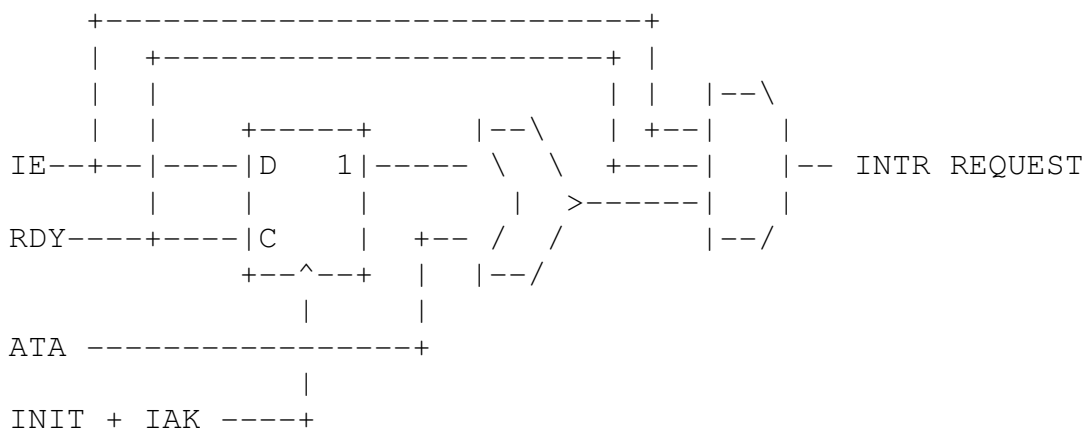 IE D 1 INTR REQUEST
RDY C
ATA
INIT + IAK